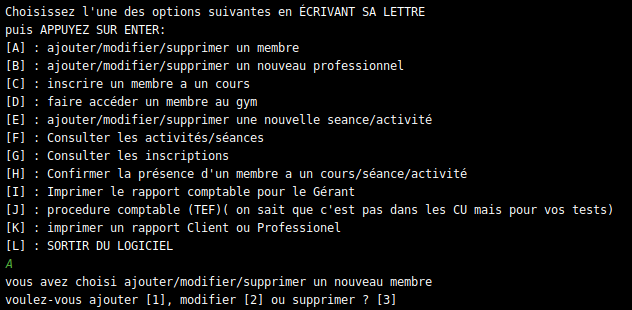 Choisissez l'une des options suivantes en ÉCRIVANT SA LETTRE
puis APPUYEZ SUR ENTER:
[A] : ajouter/modifier/supprimer un membre
[B] : ajouter/modifier/supprimer un nouveau professionnel
[C] : inscrire un membre a un cours
[D] : faire accéder un membre au gym
[E] : ajouter/modifier/supprimer une nouvelle seance/activité
[F] : Consulter les activités/séances
[G] : Consulter les inscriptions
[H] : Confirmer la présence d'un membre a un cours/séance/activité
[I] : Imprimer le rapport comptable pour le Gérant
[J] : procedure comptable (TEF)( on sait que c'est pas dans les CU mais pour vos tests)
[K] : imprimer un rapport Client ou Professionel
[L] : SORTIR DU LOGICIEL
A
vous avez choisi ajouter/modifier/supprimer un nouveau membre
voulez-vous ajouter [1], modifier [2] ou supprimer ? [3]